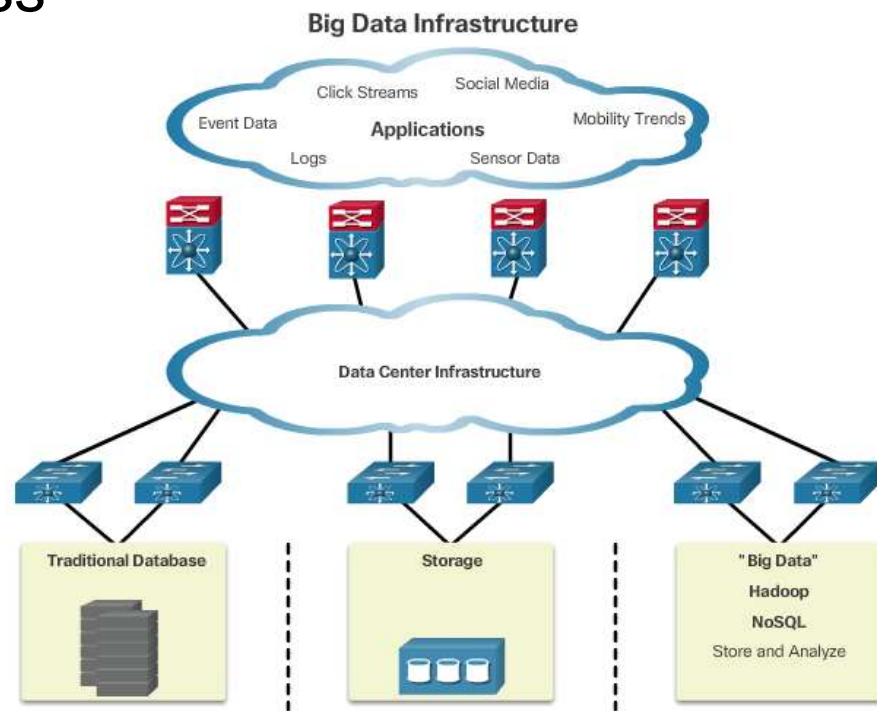 ss
Big Data Infrastructure
Click Streams
Social Media
Event Data
Applications
Mobility Trends
Logs
Sensor Data
Data Center Infrastructure
Traditional Database
Storage
"Big Data"
Hadoop
NoSQL
Store and Analyze